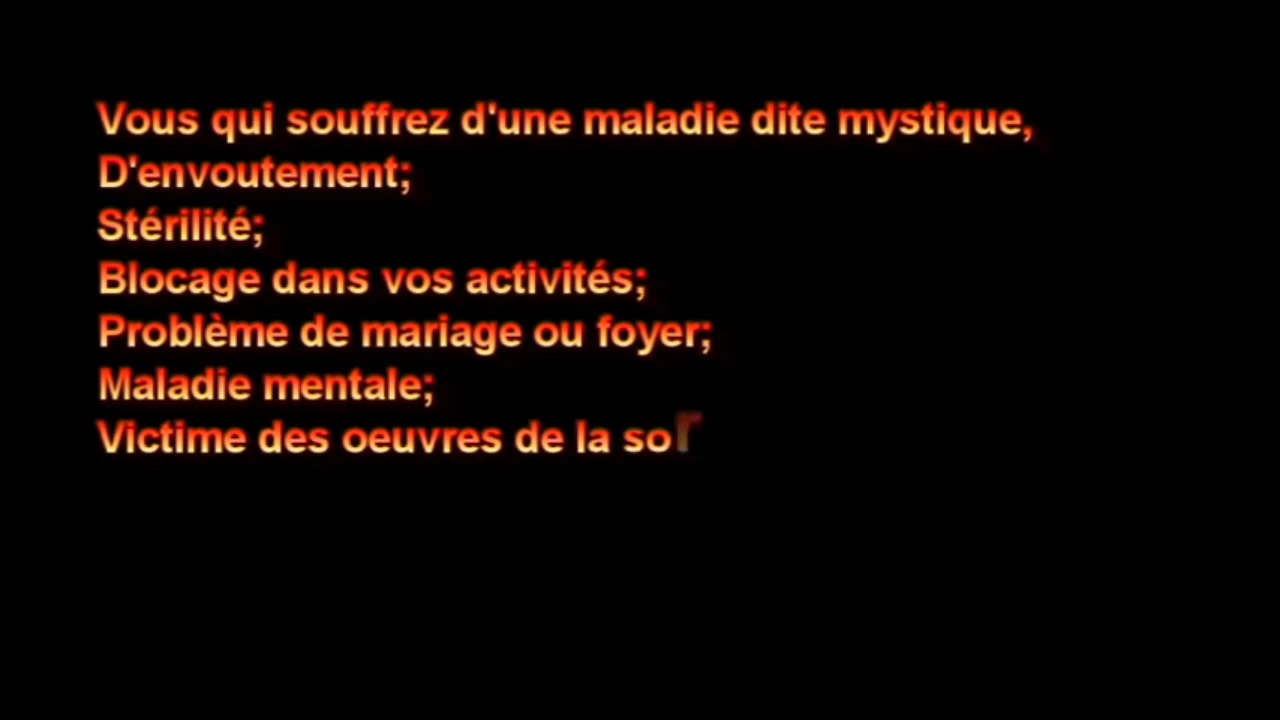 Vous qui souffrez d'une maladie dite mystique,
D'envoutement;
Stérilité;
Blocage dans vos activités;
Problème de mariage ou foyer;
Maladie mentale;
Victime des oeuvres de la sor